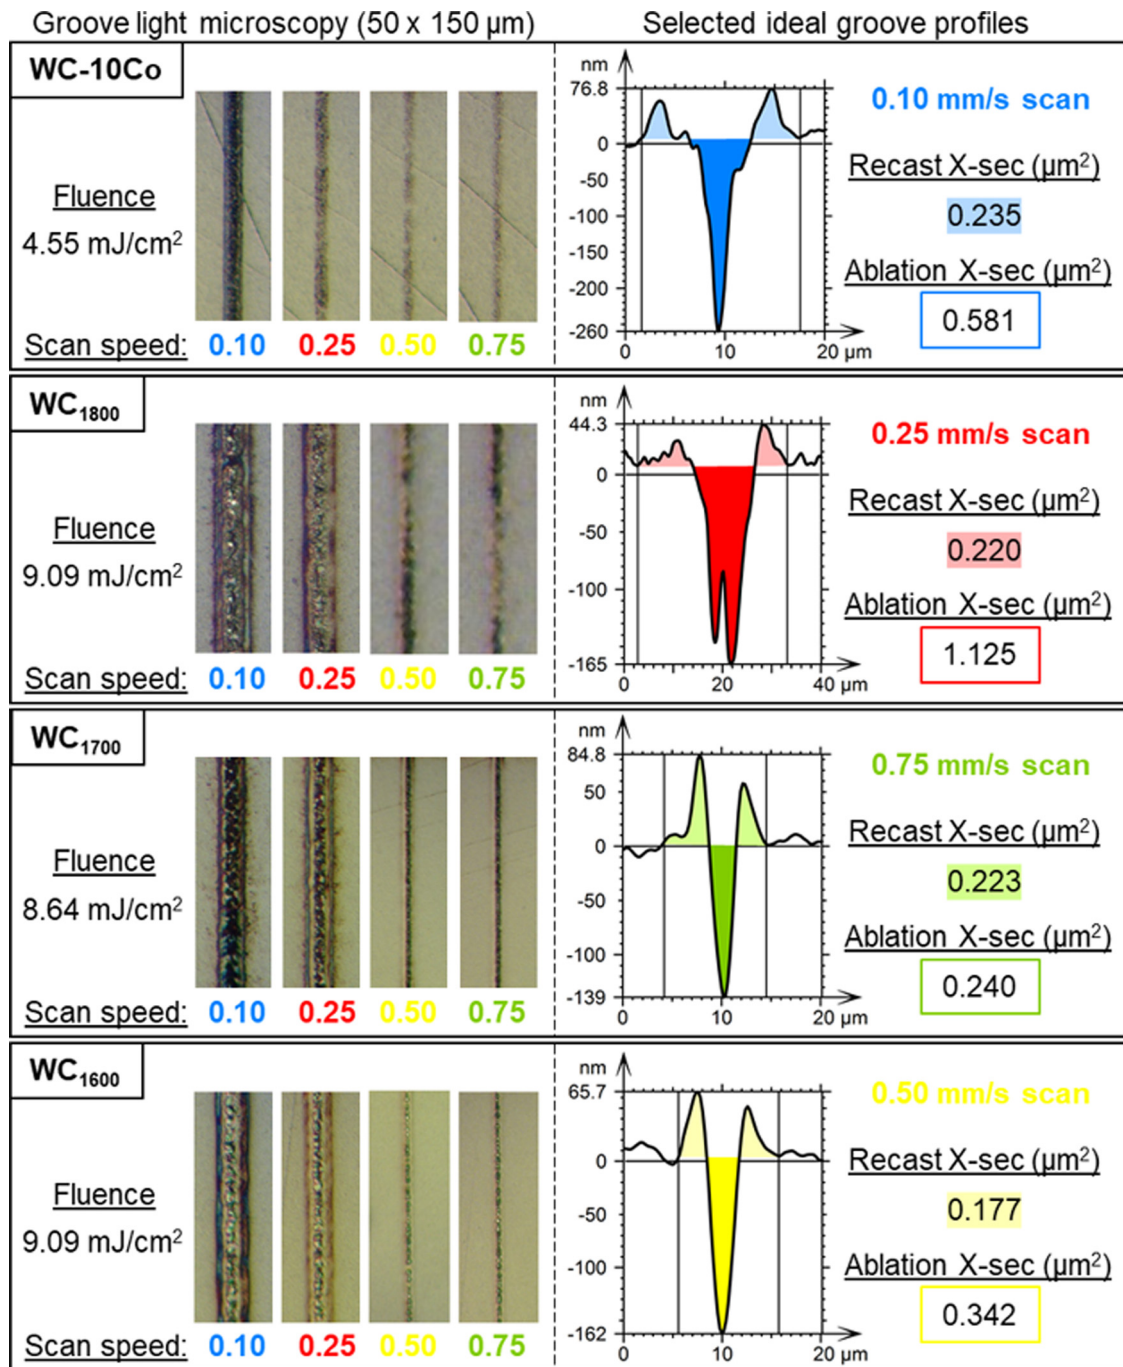 Groove light microscopy (50 x 150 µm)
Selected ideal groove profiles
WC-10Co
Fluence
4.55 mJ/cm²
Scan speed: 0.10 0.25 0.50 0.75
nm
76.8
0
-50
-100
-150
-200
-260
0 10 20 µm
0.10 mm/s scan
Recast X-sec (µm²)
0.235
Ablation X-sec (µm²)
0.581
WC₁₈₀₀
Fluence
9.09 mJ/cm²
Scan speed: 0.10 0.25 0.50 0.75
nm
44.3
0
-50
-100
-165
0 20 40 µm
0.25 mm/s scan
Recast X-sec (µm²)
0.220
Ablation X-sec (µm²)
1.125
WC₁₇₀₀
Fluence
8.64 mJ/cm²
Scan speed: 0.10 0.25 0.50 0.75
nm
84.8
50
0
-50
-100
-139
0 10 20 µm
0.75 mm/s scan
Recast X-sec (µm²)
0.223
Ablation X-sec (µm²)
0.240
WC₁₆₀₀
Fluence
9.09 mJ/cm²
Scan speed: 0.10 0.25 0.50 0.75
nm
65.7
0
-50
-100
-162
0 10 20 µm
0.50 mm/s scan
Recast X-sec (µm²)
0.177
Ablation X-sec (µm²)
0.342